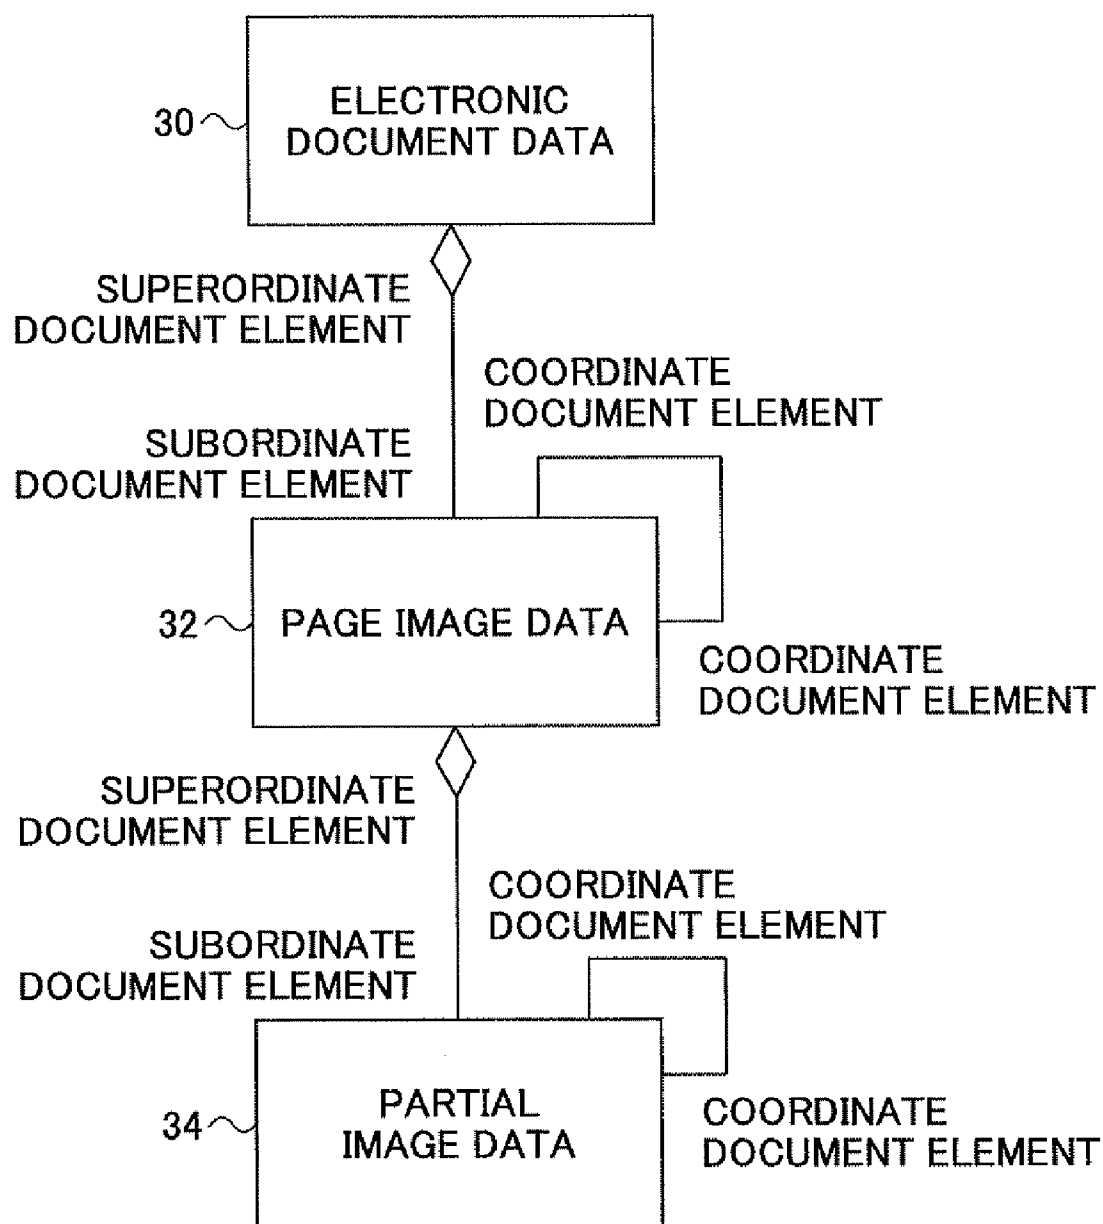 ELECTRONIC
DOCUMENT DATA
30
SUPERORDINATE
DOCUMENT ELEMENT
COORDINATE
DOCUMENT ELEMENT
SUBORDINATE
DOCUMENT ELEMENT
32
PAGE IMAGE DATA
COORDINATE
DOCUMENT ELEMENT
SUPERORDINATE
DOCUMENT ELEMENT
COORDINATE
DOCUMENT ELEMENT
SUBORDINATE
DOCUMENT ELEMENT
34
PARTIAL
IMAGE DATA
COORDINATE
DOCUMENT ELEMENT